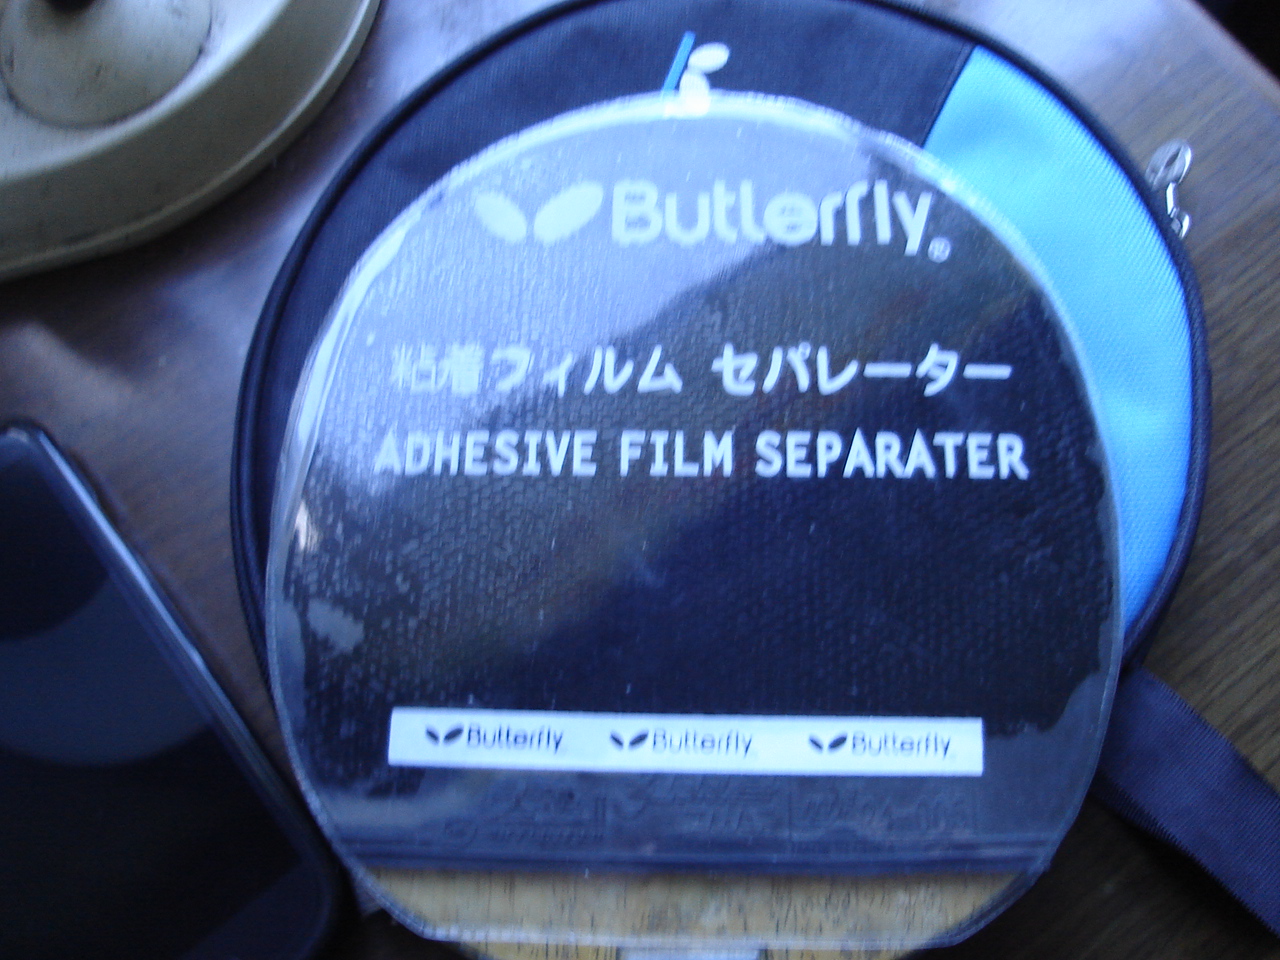 Butterfly®
粘着フィルム セパレーター
ADHESIVE FILM SEPARATER
Butterfly Butterfly Butterfly